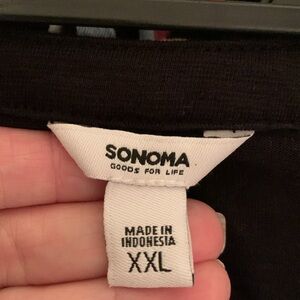 SONOMA
GOODS FOR LIFE
MADE IN
INDONESIA
XXL